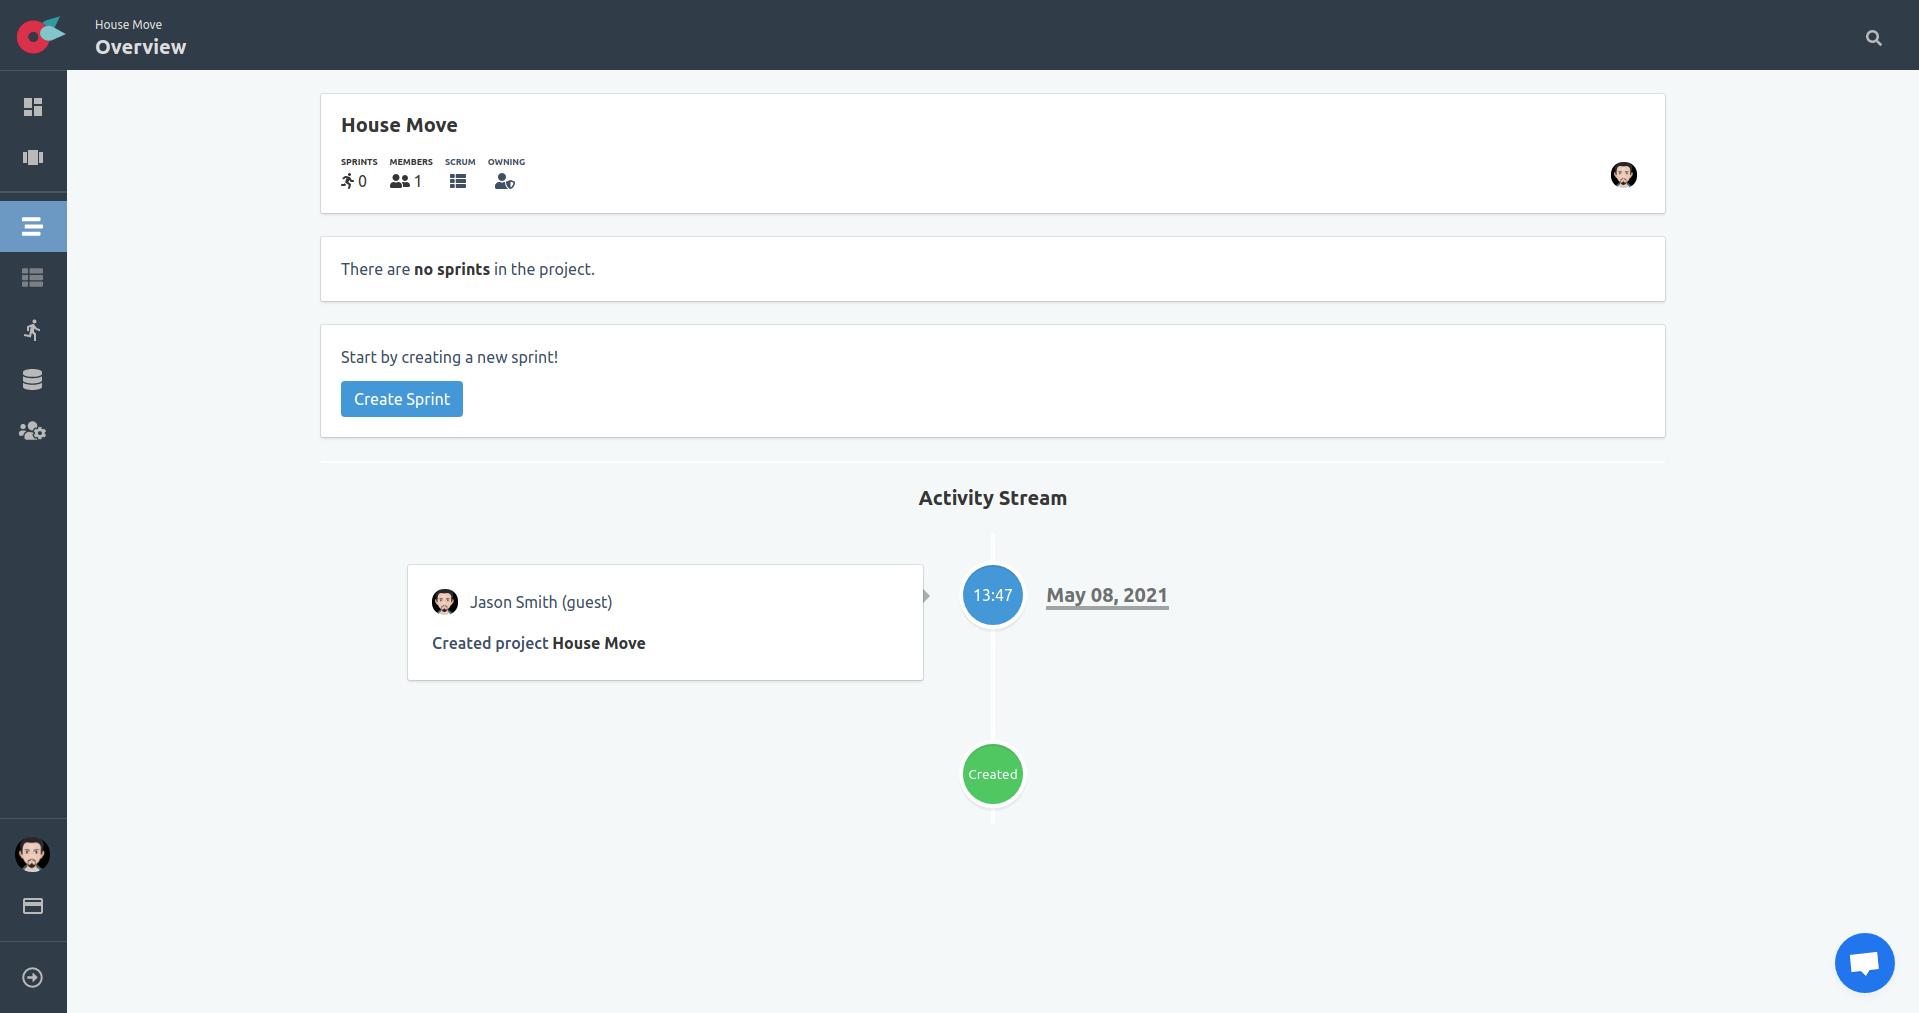 House Move
Overview
House Move
SPRINTS MEMBERS SCRUM OWNING
0 1
There are no sprints in the project.
Start by creating a new sprint!
Create Sprint
Activity Stream
Jason Smith (guest)
13:47
May 08, 2021
Created project House Move
Created